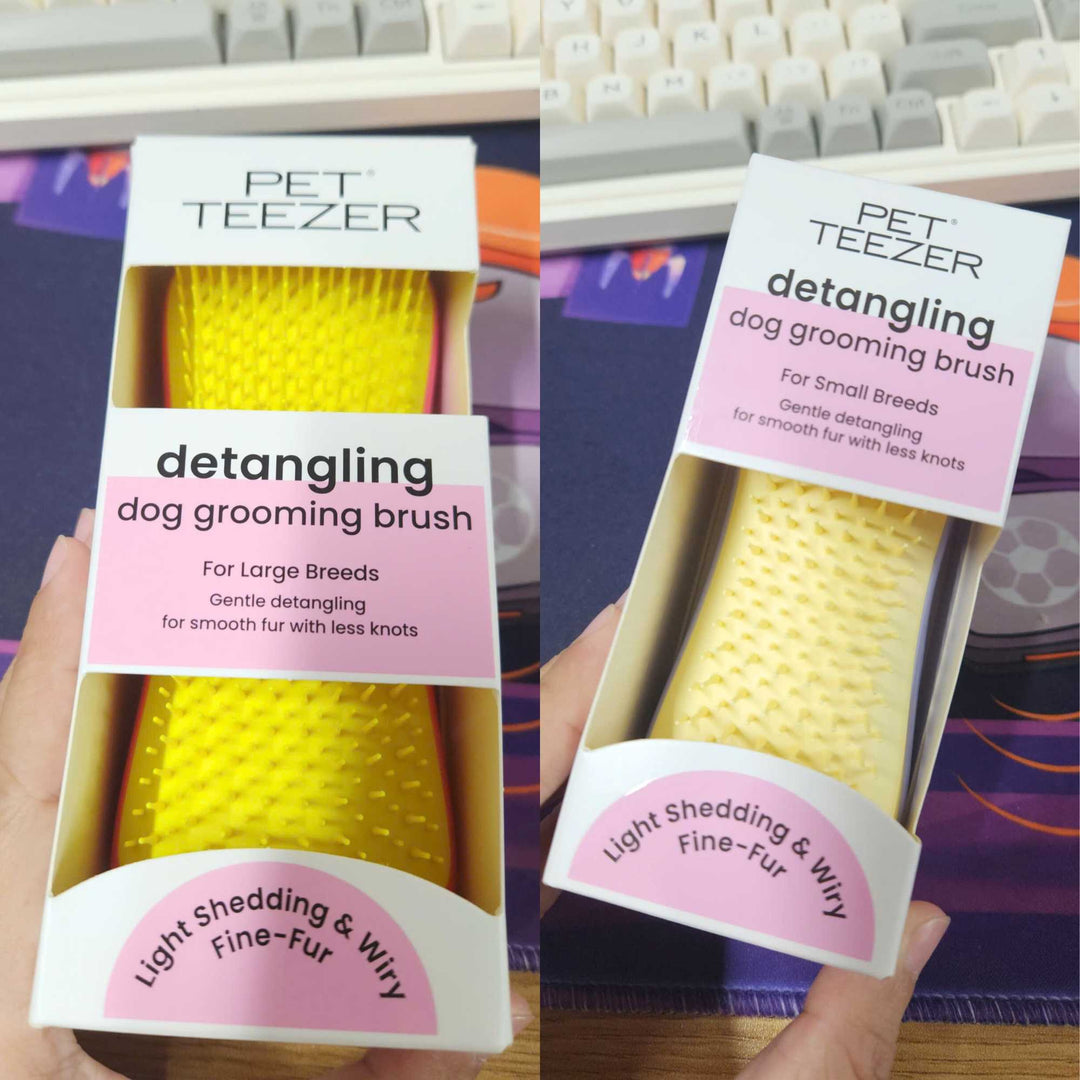 PET®
TEEZER
detangling
dog grooming brush
For Large Breeds
Gentle detangling
for smooth fur with less knots
Light Shedding & Wiry
Fine-Fur
Y
H
J
K
L
B
N
M
Fn
Ctrl
PET®
TEEZER
detangling
dog grooming brush
For Small Breeds
Gentle detangling
for smooth fur with less knots
Light Shedding & Wiry
Fine-Fur